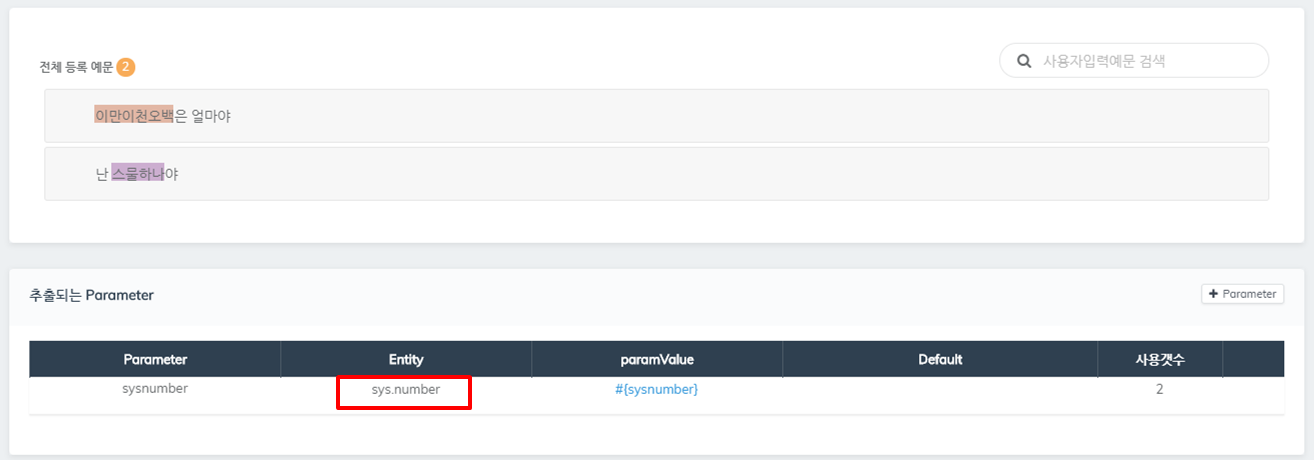 전체 등록 예문 2
사용자입력예문 검색
이만이천오백은 얼마야
난 스물하나야
추출되는 Parameter
+ Parameter
Parameter Entity paramValue Default 사용갯수
sysnumber sys.number #{sysnumber} 2